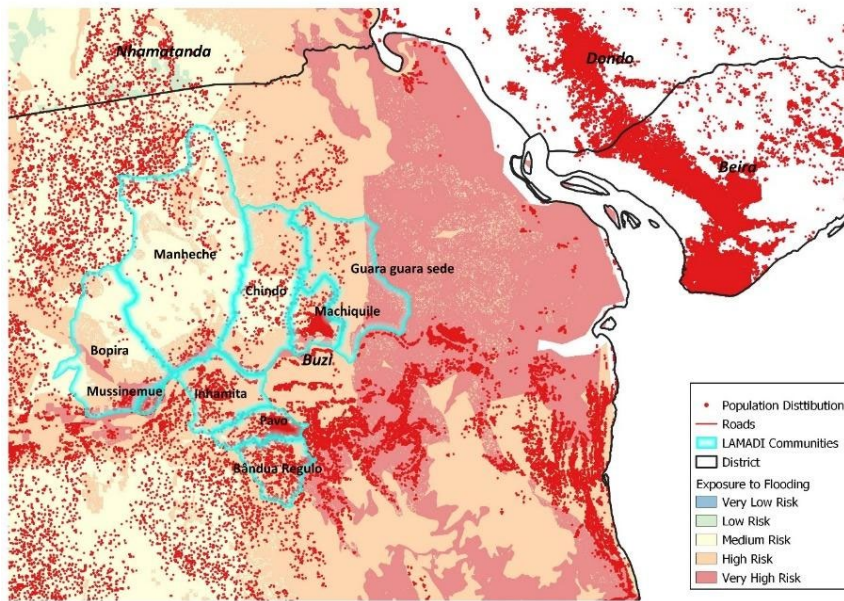 Nhamatanda
Dondo
Beira
Manheche
Guara guara sede
Chindo
Machiquile
Bopira
Buzi
Mussinemue
Inhamita
Pavo
Bândua Regulo
Population Disttibution
Roads
LAMADI Communities
District
Exposure to Flooding
Very Low Risk
Low Risk
Medium Risk
High Risk
Very High Risk